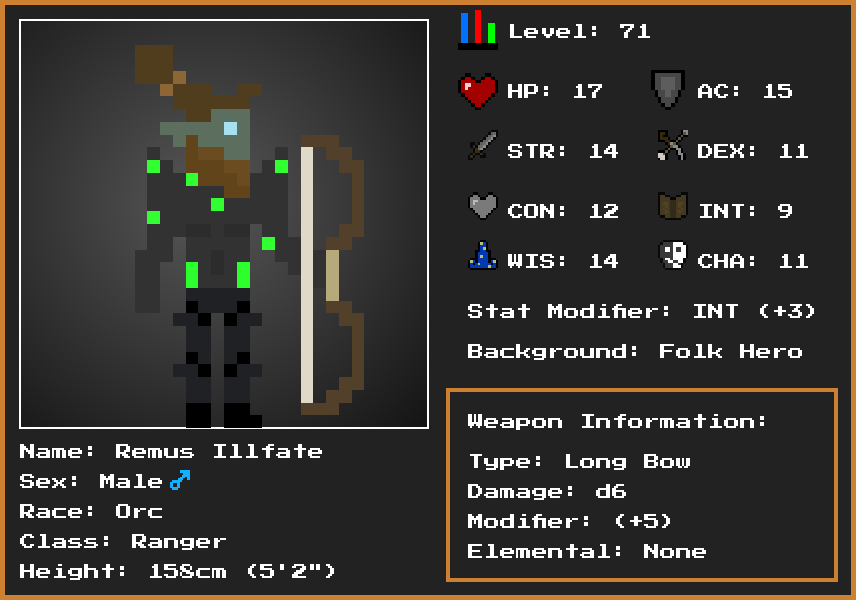 Level: 71
HP: 17
AC: 15
STR: 14
DEX: 11
CON: 12
INT: 9
WIS: 14
CHA: 11
Stat Modifier: INT (+3)
Background: Folk Hero
Weapon Information:
Type: Long Bow
Damage: d6
Modifier: (+5)
Elemental: None
Name: Remus Illfate
Sex: Male ♂
Race: Orc
Class: Ranger
Height: 158cm (5'2")